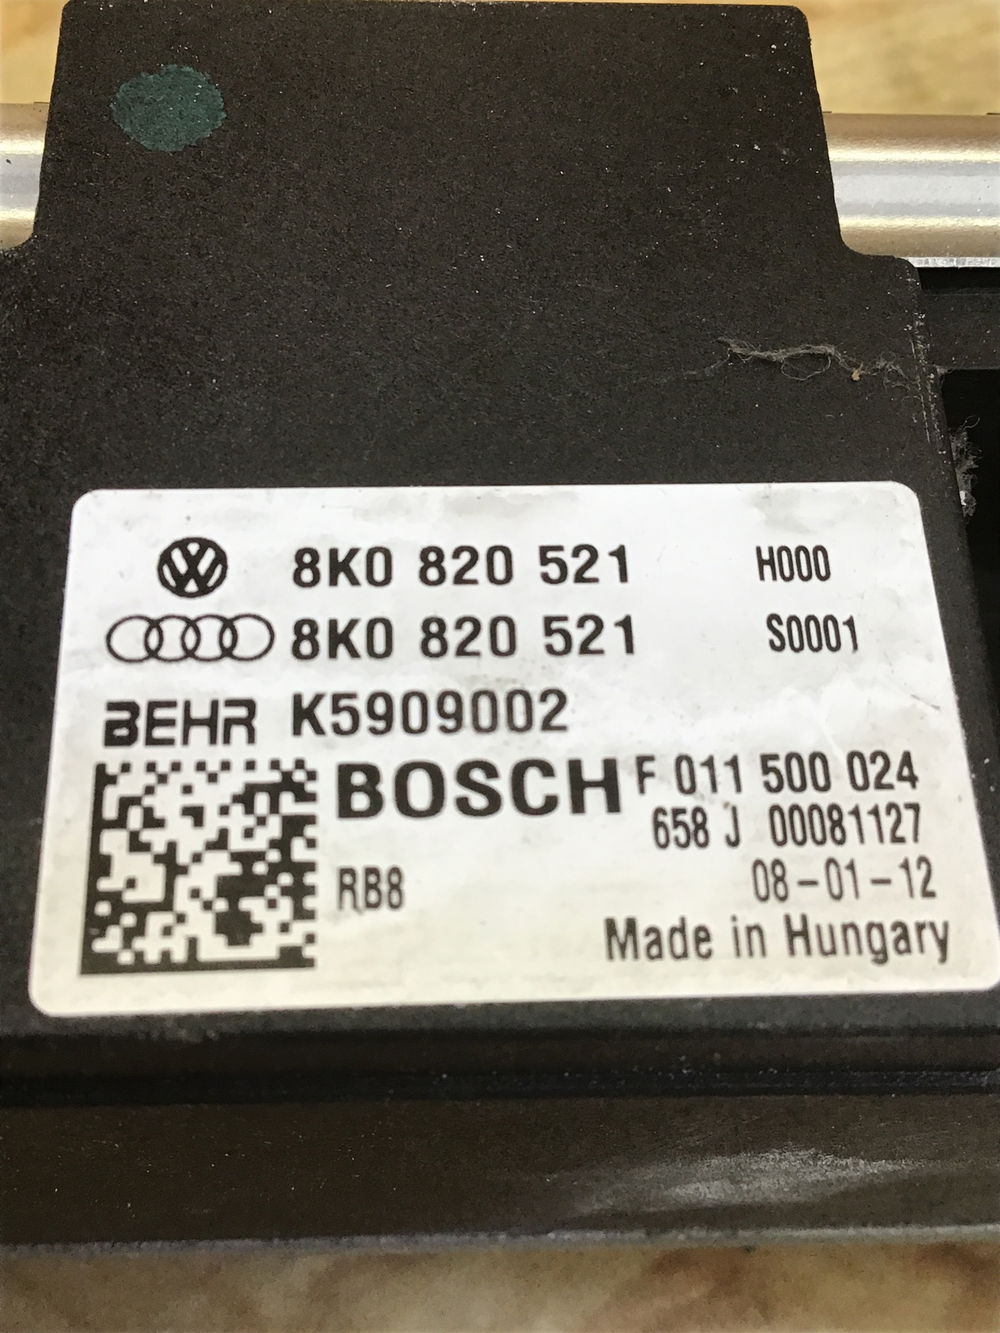 8K0 820 521 H000
8K0 820 521 S0001
BEHR K5909002
BOSCH F 011 500 024
658 J 00081127
RB8 08-01-12
Made in Hungary